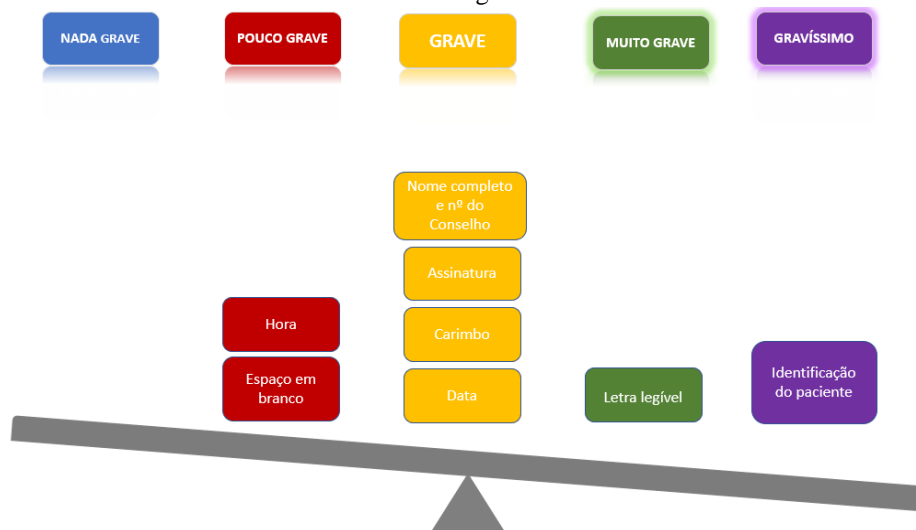 NADA GRAVE
POUCO GRAVE
GRAVE
MUITO GRAVE
GRAVÍSSIMO
Nome completo
e nº do
Conselho
Assinatura
Hora
Carimbo
Espaço em
branco
Data
Letra legível
Identificação
do paciente